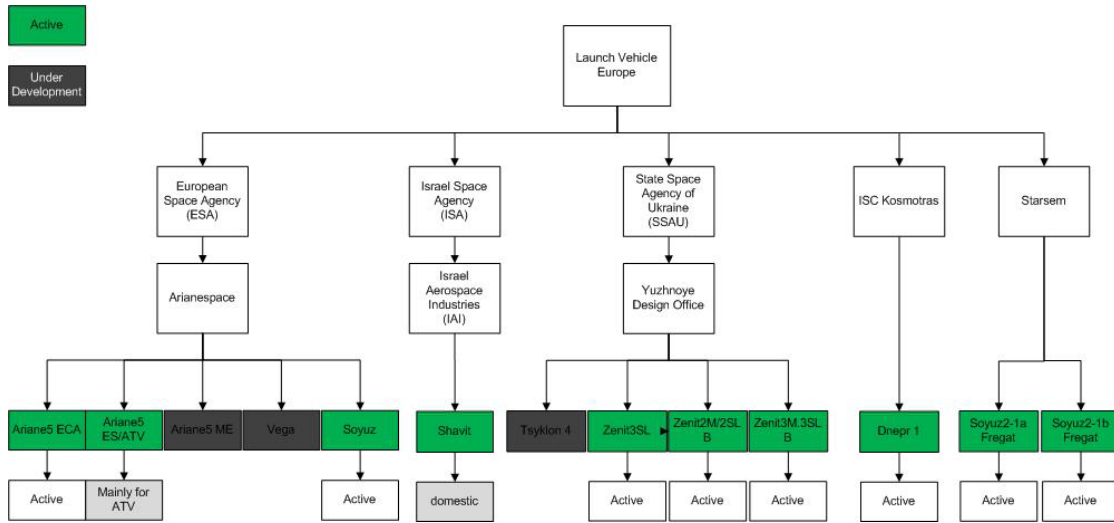 Active
Under
Development
Launch Vehicle
Europe
European
Space Agency
(ESA)
Israel Space
Agency
(ISA)
State Space
Agency of
Ukraine
(SSAU)
ISC Kosmotras
Starsem
Arianespace
Israel
Aerospace
Industries
(IAI)
Yuzhnoye
Design Office
Ariane5 ECA
Ariane5
ES/ATV
Ariane5 ME
Vega
Soyuz
Shavit
Tsyklon 4
Zenit3SL
Zenit2M/2SL
B
Zenit3M.3SL
B
Dnepr 1
Soyuz2-1a
Fregat
Soyuz2-1b
Fregat
Active
Mainly for
ATV
Active
domestic
Active
Active
Active
Active
Active
Active